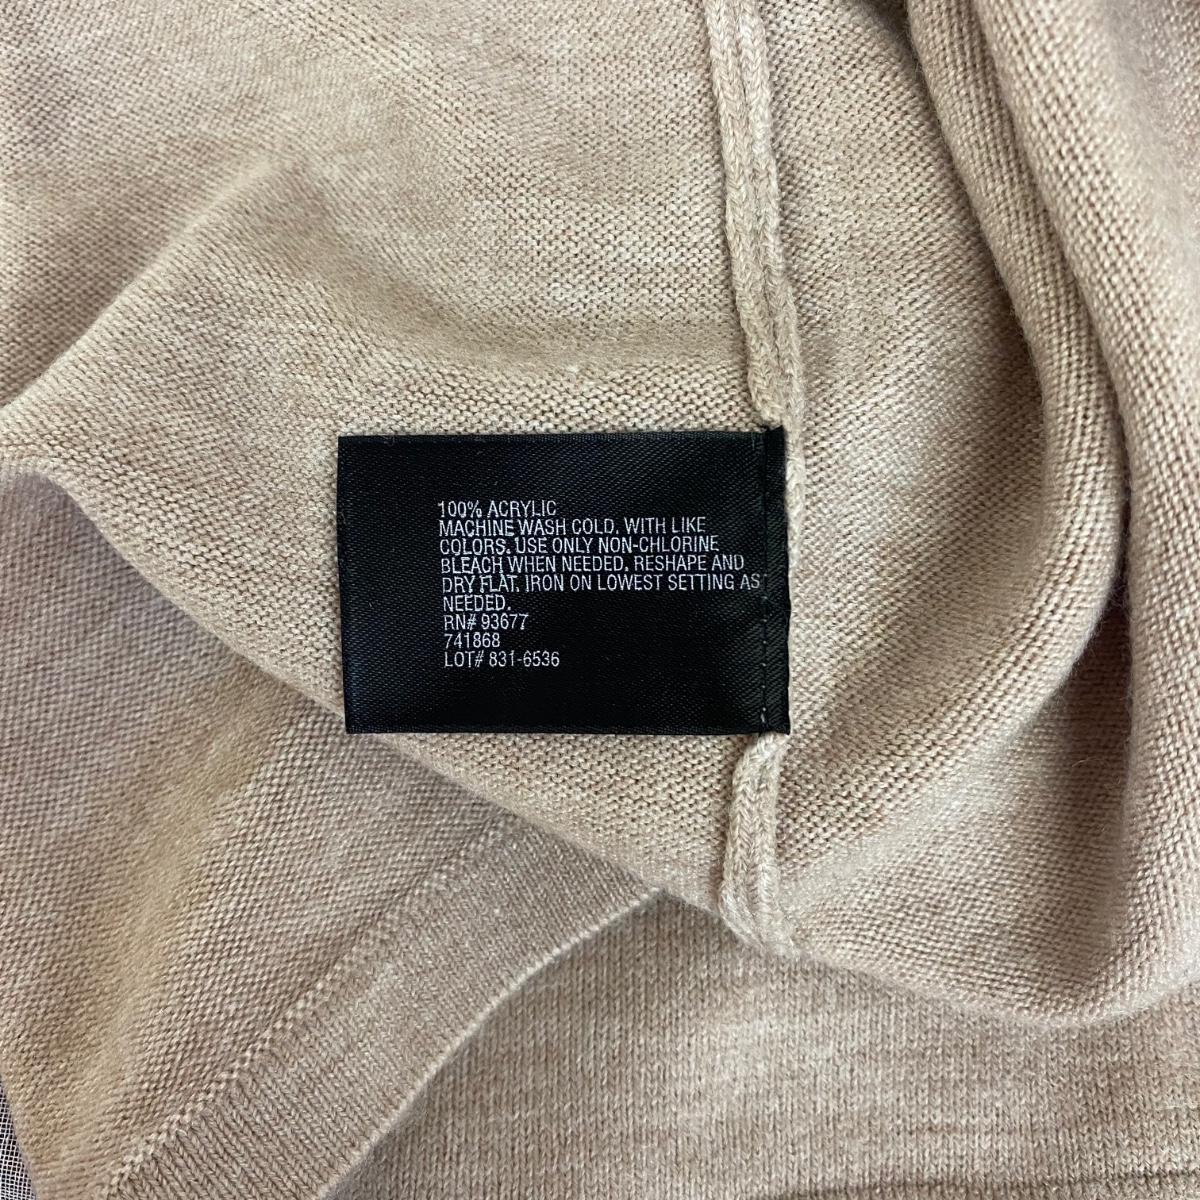 100% ACRYLIC
MACHINE WASH COLD. WITH LIKE
COLORS. USE ONLY NON-CHLORINE
BLEACH WHEN NEEDED. RESHAPE AND
DRY FLAT. IRON ON LOWEST SETTING AS
NEEDED.
RN# 93677
741868
LOT# 831-6536